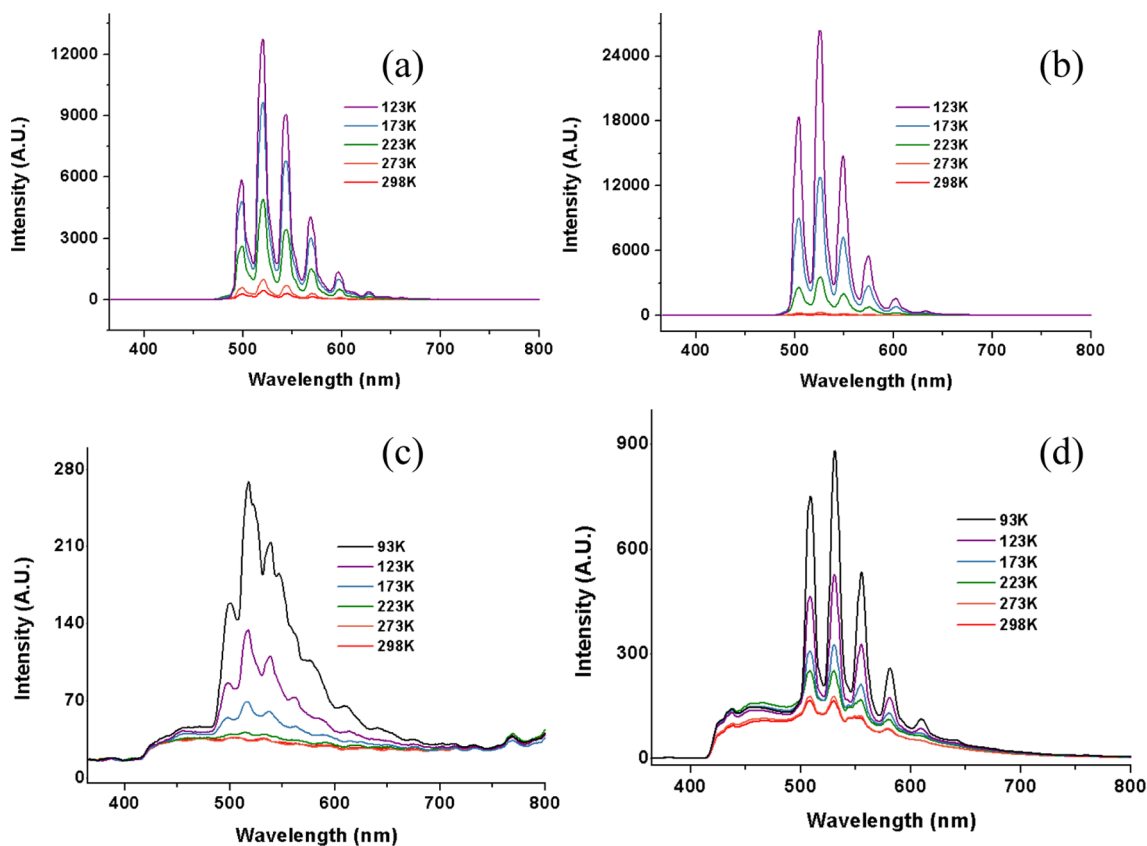 (a)
Intensity (A.U.)
12000
9000
6000
3000
0
123K
173K
223K
273K
298K
400 500 600 700 800
Wavelength (nm)
(b)
Intensity (A.U.)
24000
18000
12000
6000
0
123K
173K
223K
273K
298K
400 500 600 700 800
Wavelength (nm)
(c)
Intensity (A.U.)
280
210
140
70
0
93K
123K
173K
223K
273K
298K
400 500 600 700 800
Wavelength (nm)
(d)
Intensity (A.U.)
900
600
300
0
93K
123K
173K
223K
273K
298K
400 500 600 700 800
Wavelength (nm)